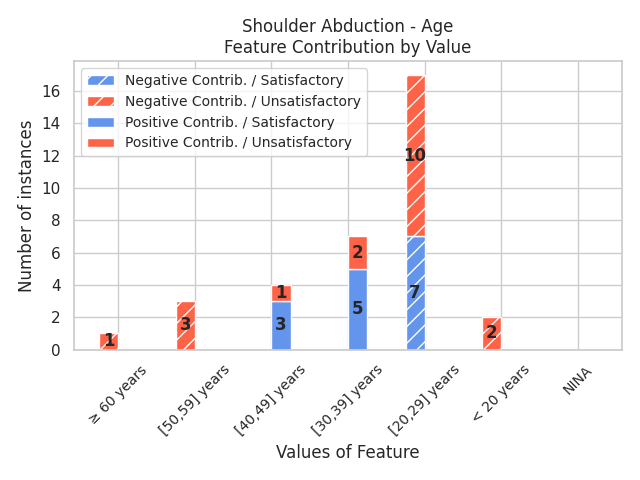 Shoulder Abduction - Age
Feature Contribution by Value
Negative Contrib. / Satisfactory
Negative Contrib. / Unsatisfactory
Positive Contrib. / Satisfactory
Positive Contrib. / Unsatisfactory
Number of instances
16
14
12
10
8
6
4
2
0
1
3
1
3
2
5
10
7
2
≥ 60 years
[50,59] years
[40,49] years
[30,39] years
[20,29] years
< 20 years
NINA
Values of Feature